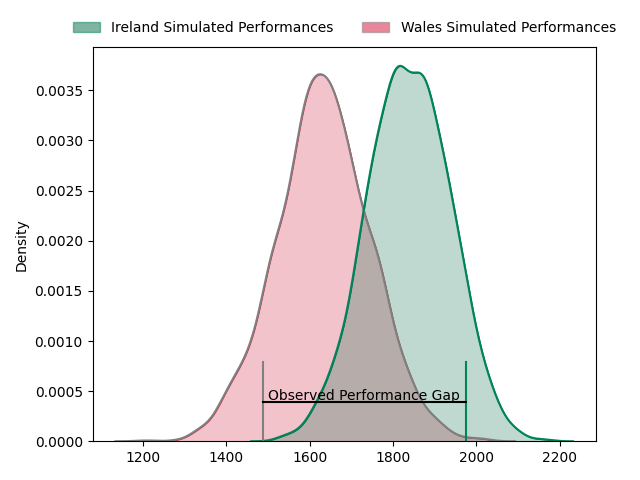 Ireland Simulated Performances
Wales Simulated Performances
0.0035
0.0030
0.0025
0.0020
0.0015
0.0010
0.0005
0.0000
Density
Observed Performance Gap
1200 1400 1600 1800 2000 2200